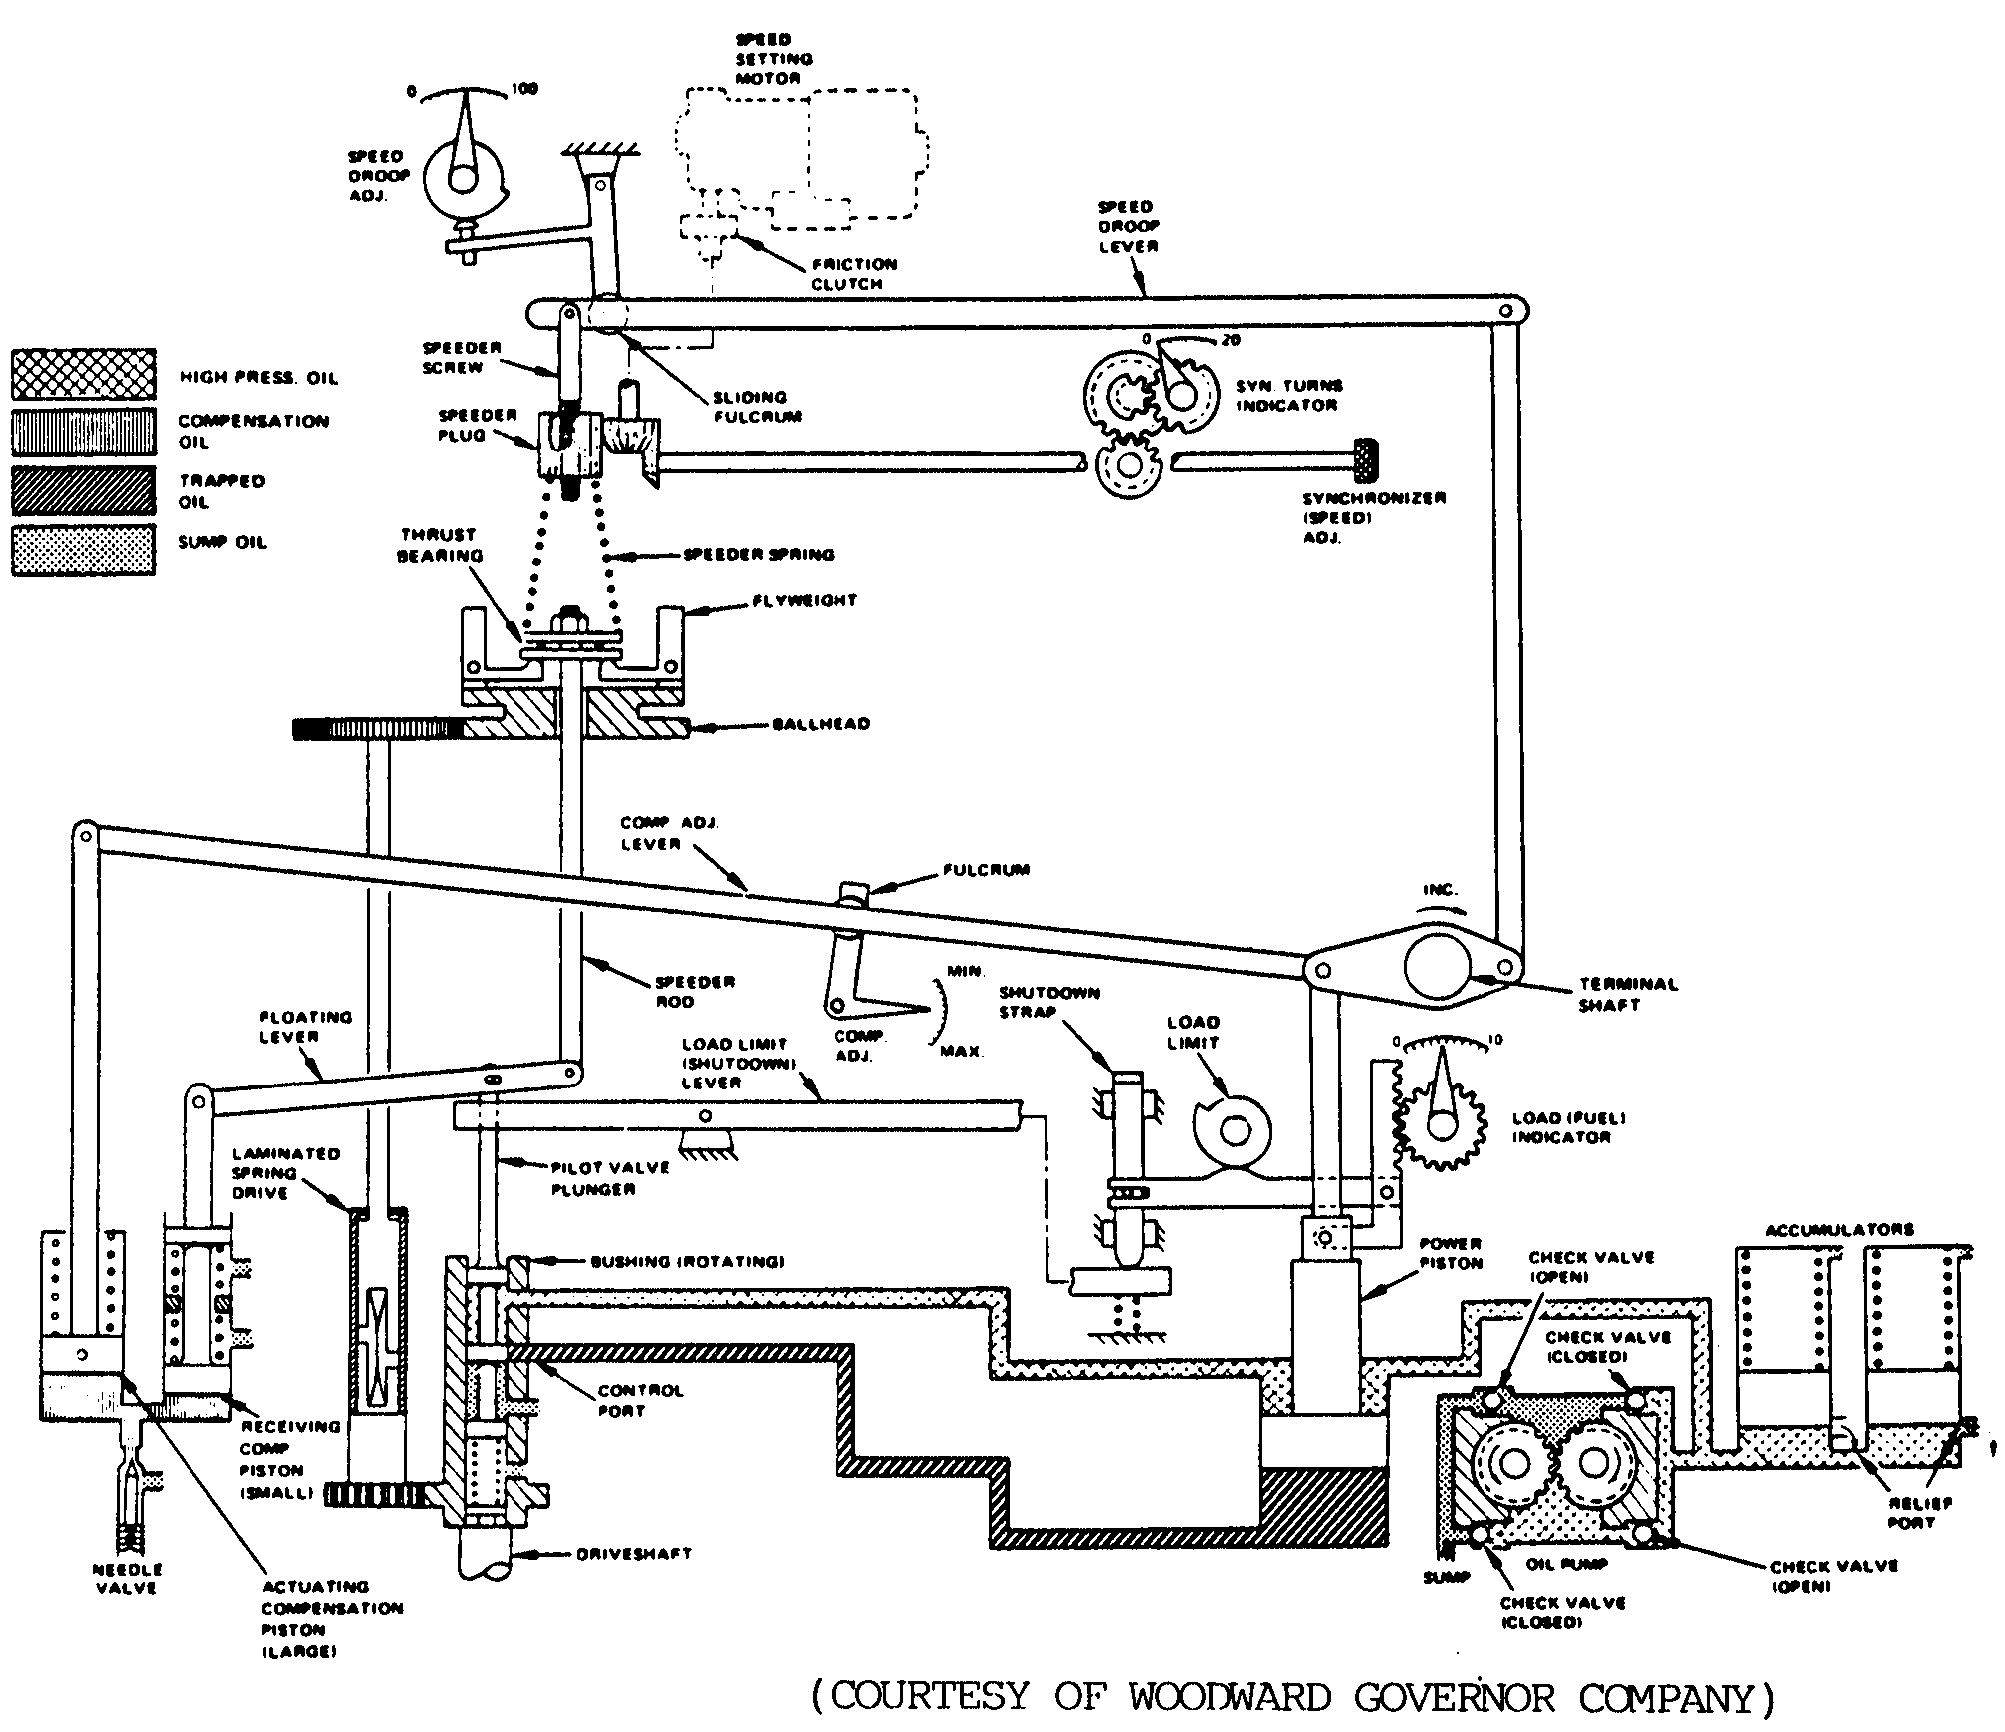 SPEED
SETTING
MOTOR
0
100
SPEED
DROOP
ADJ.
SPEED
DROOP
LEVER
FRICTION
CLUTCH
SPEEDER
SCREW
0
20
HIGH PRESS. OIL
SYN. TURNS
INDICATOR
SLIDING
FULCRUM
SPEEDER
PLUG
COMPENSATION
OIL
TRAPPED
OIL
SYNCHRONIZER
(SPEED)
ADJ.
SUMP OIL
THRUST
BEARING
SPEEDER SPRING
FLYWEIGHT
BALLHEAD
COMP ADJ.
LEVER
FULCRUM
INC.
SPEEDER
ROD
MIN.
SHUTDOWN
STRAP
TERMINAL
SHAFT
FLOATING
LEVER
LOAD LIMIT
(SHUTDOWN)
LEVER
COMP.
ADJ.
MAX.
LOAD
LIMIT
0
10
LOAD (FUEL)
INDICATOR
LAMINATED
SPRING
DRIVE
PILOT VALVE
PLUNGER
BUSHING (ROTATING)
POWER
PISTON
CHECK VALVE
(OPEN)
ACCUMULATORS
CHECK VALVE
(CLOSED)
CONTROL
PORT
RECEIVING
COMP
PISTON
(SMALL)
RELIEF
PORT
NEEDLE
VALVE
DRIVESHAFT
SUMP
OIL PUMP
CHECK VALVE
(OPEN)
ACTUATING
COMPENSATION
PISTON
(LARGE)
CHECK VALVE
(CLOSED)
(COURTESY OF WOODWARD GOVERNOR COMPANY)